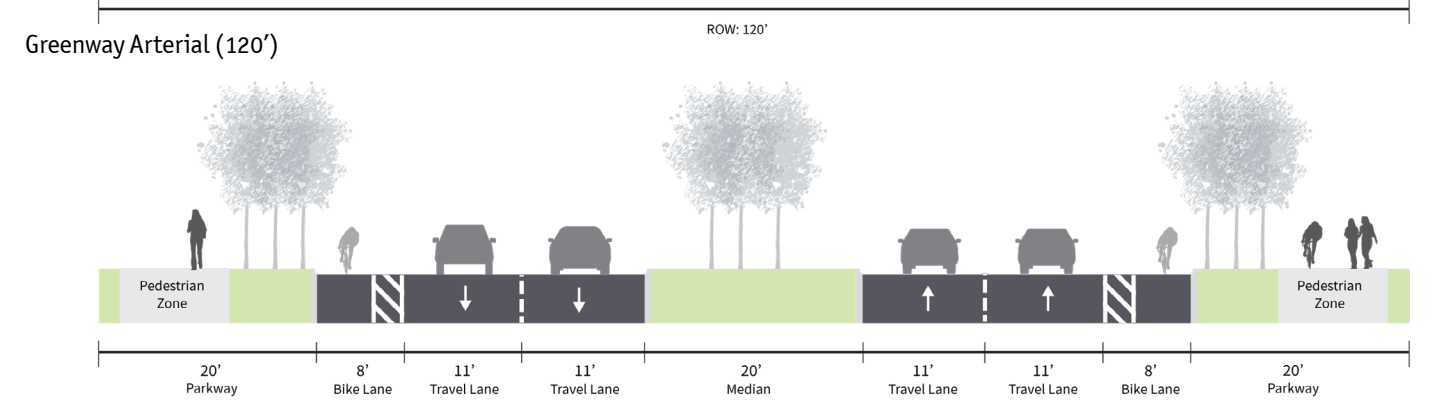 ROW: 120’
Greenway Arterial (120’)
Pedestrian
Zone
Pedestrian
Zone
20’ 8’ 11’ 11’ 20’ 11’ 11’ 8’ 20’
Parkway Bike Lane Travel Lane Travel Lane Median Travel Lane Travel Lane Bike Lane Parkway